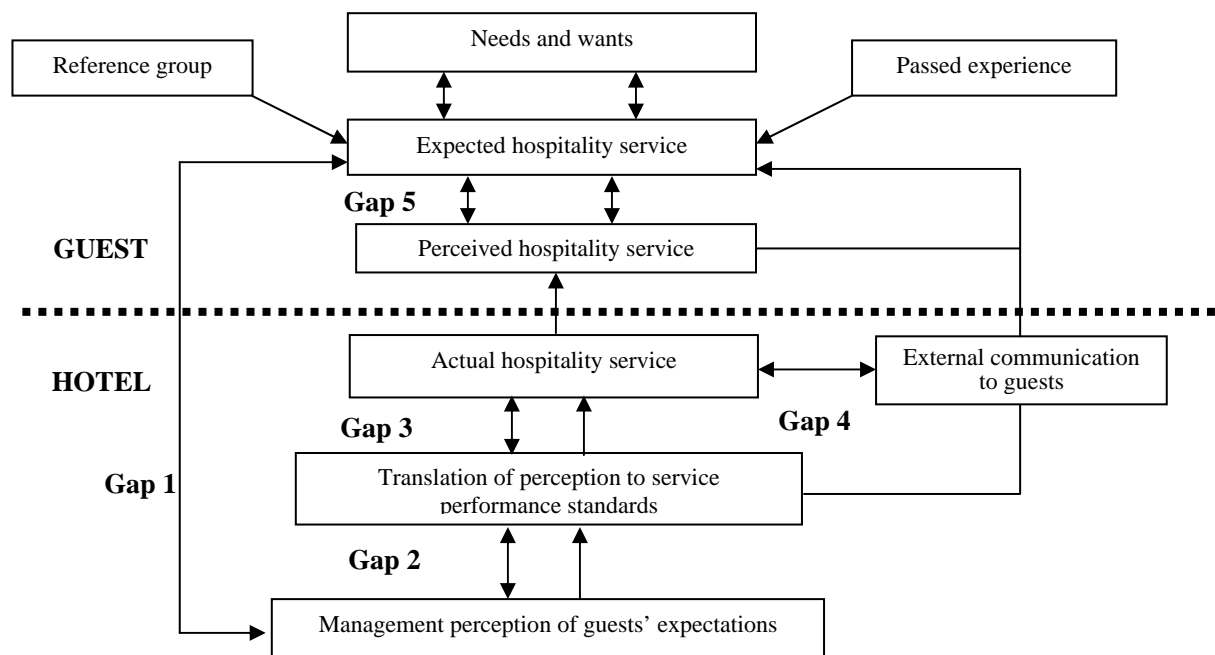 Needs and wants
Reference group
Passed experience
Expected hospitality service
Gap 5
GUEST
Perceived hospitality service
Actual hospitality service
External communication
to guests
HOTEL
Gap 3
Gap 4
Gap 1
Translation of perception to service
performance standards
Gap 2
Management perception of guests’ expectations